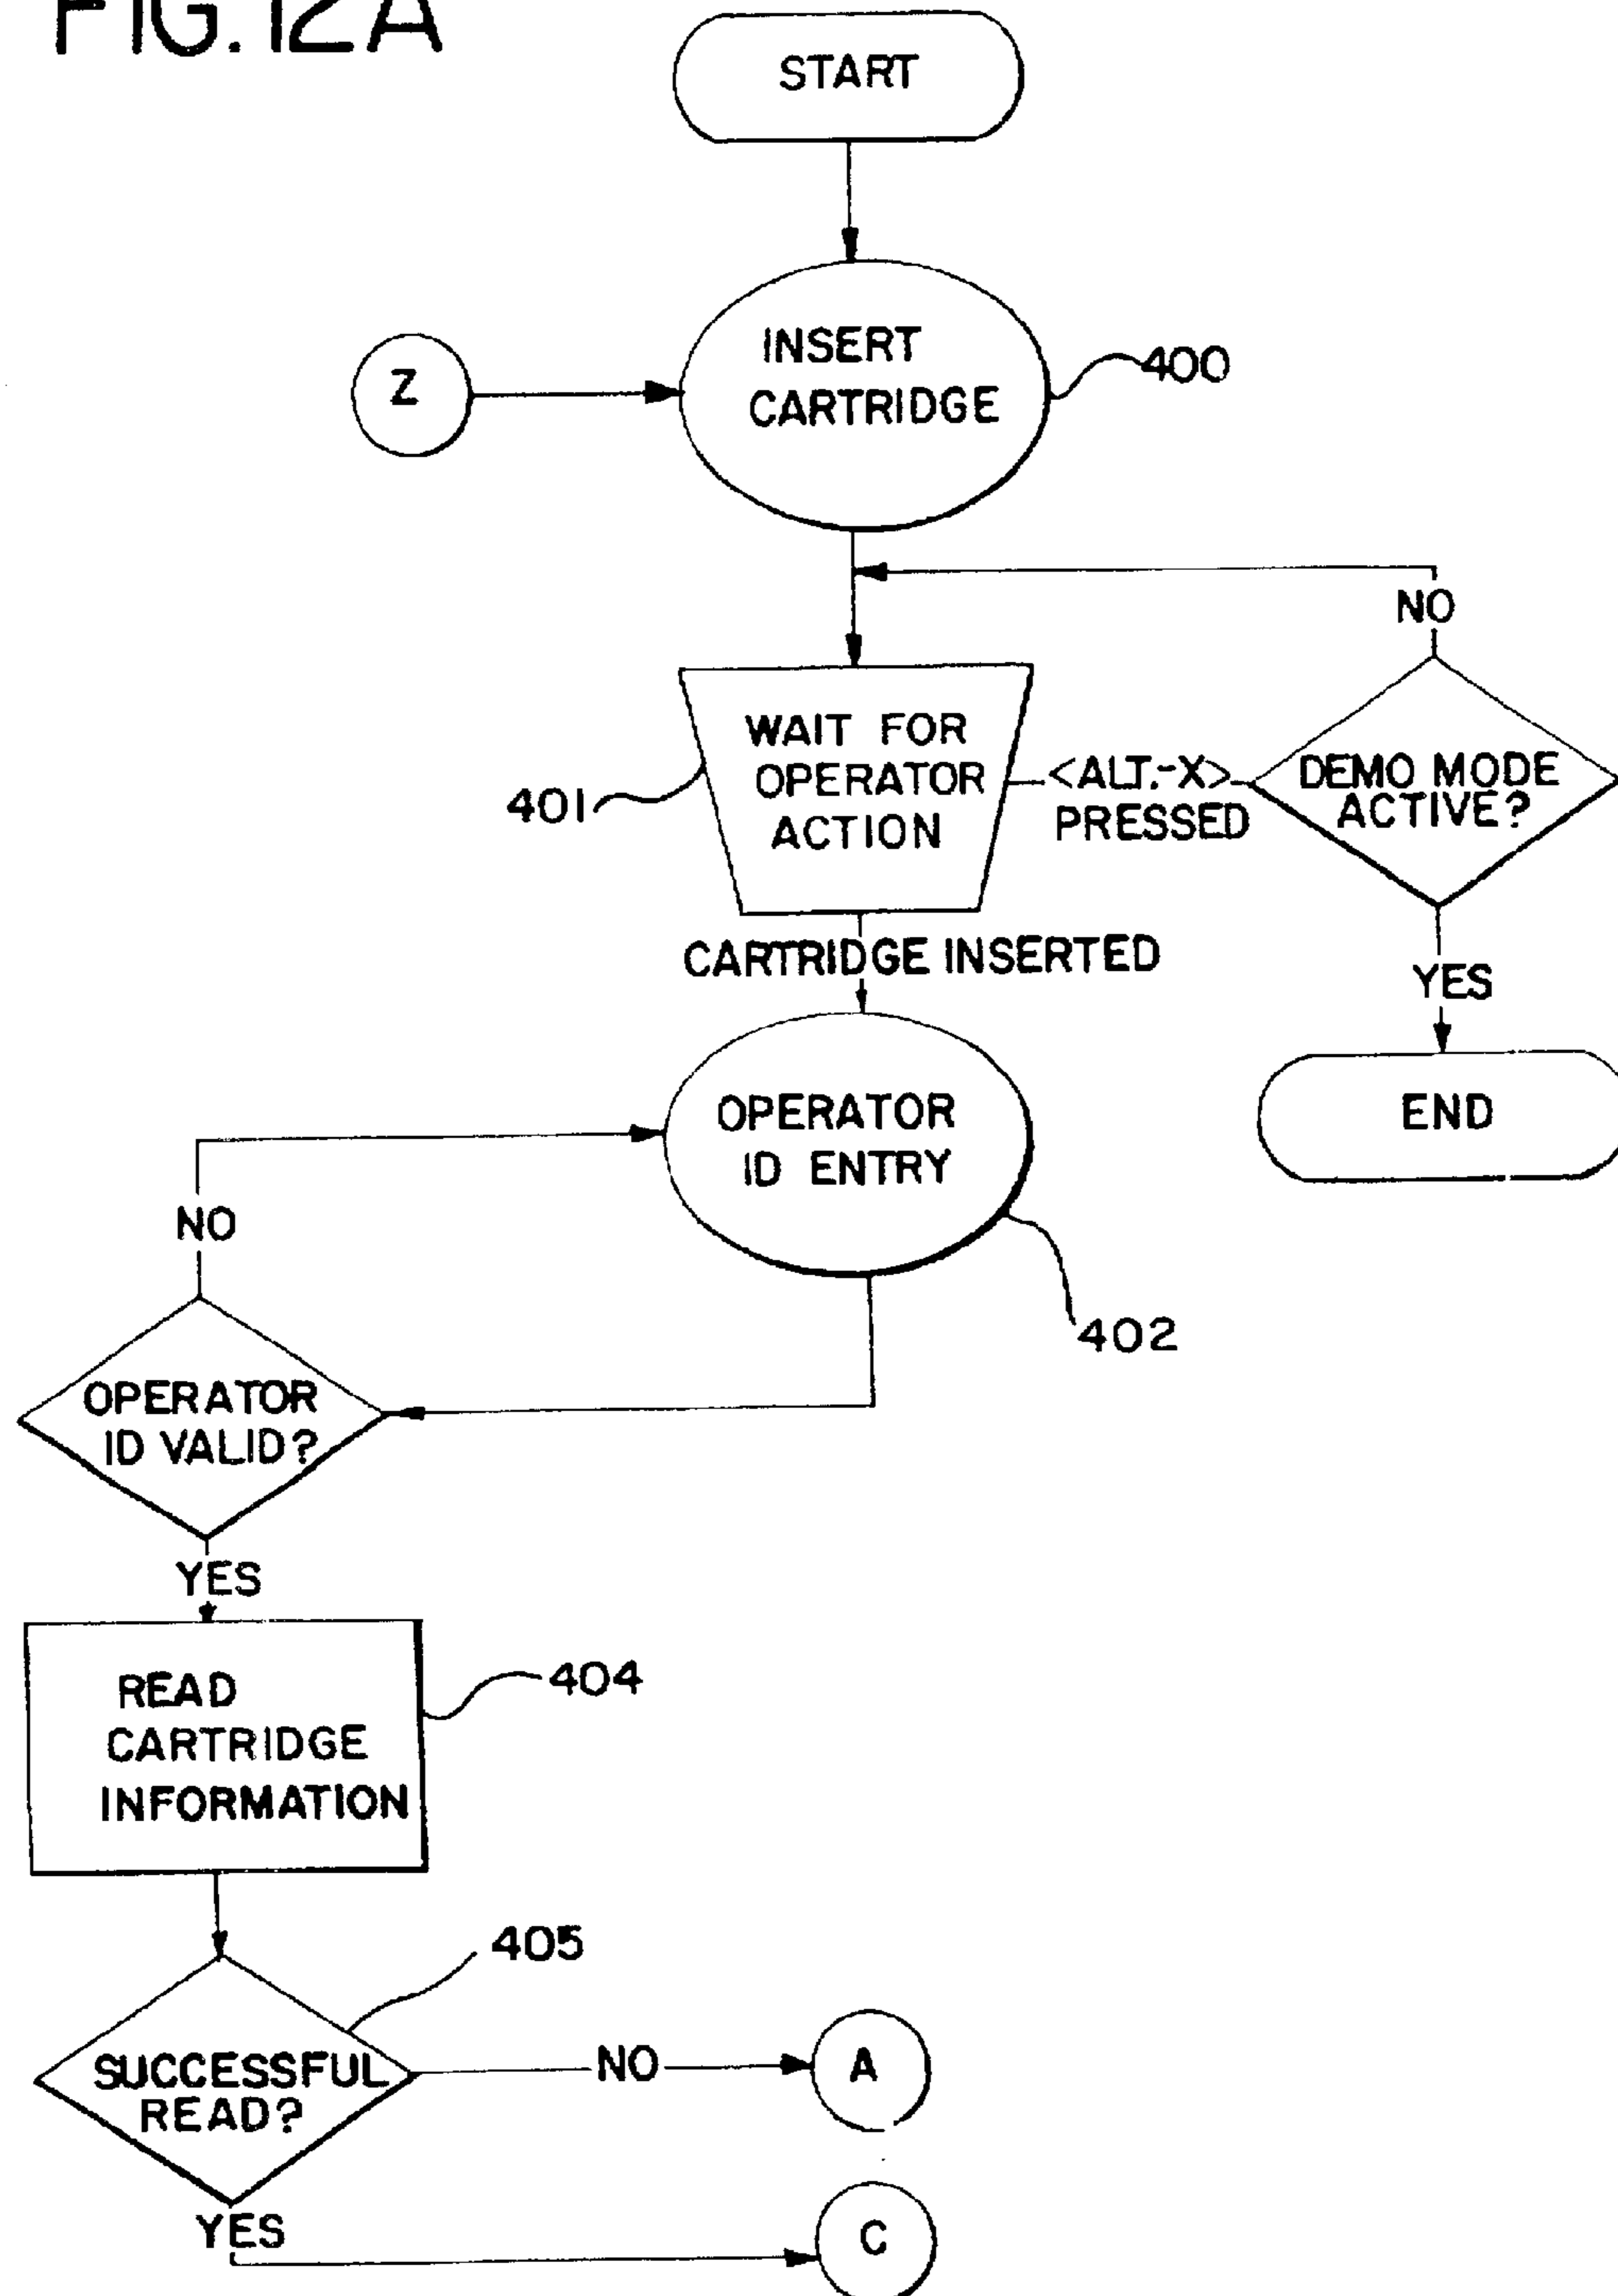 FIG. 12A
START
INSERT
CARTRIDGE
400
Z
NO
WAIT FOR
OPERATOR
ACTION
401
<ALT.-X>
PRESSED
DEMO MODE
ACTIVE?
CARTRIDGE INSERTED
YES
END
OPERATOR
ID ENTRY
402
NO
OPERATOR
ID VALID?
YES
READ
CARTRIDGE
INFORMATION
404
405
SUCCESSFUL
READ?
NO
A
YES
C